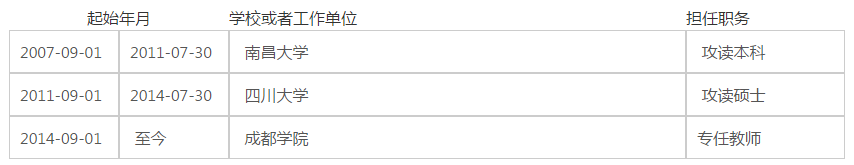 起始年月 学校或者工作单位 担任职务
2007-09-01 2011-07-30 南昌大学 攻读本科
2011-09-01 2014-07-30 四川大学 攻读硕士
2014-09-01 至今 成都学院 专任教师